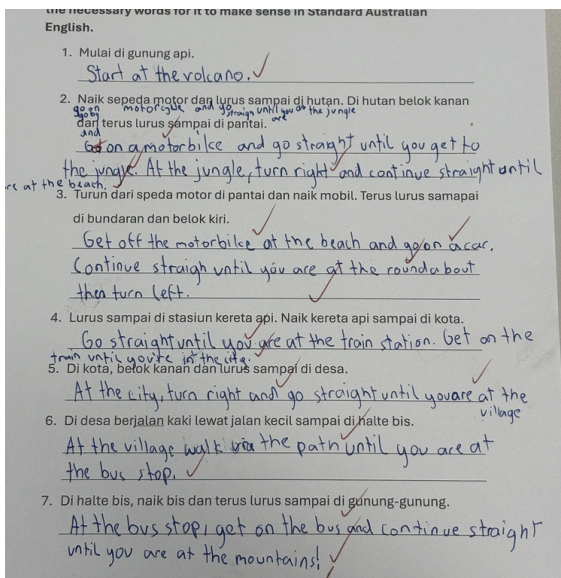 the necessary words for it to make sense in Standard Australian
English.
1. Mulai di gunung api.
Start at the volcano.
2. Naik sepeda motor dan lurus sampai di hutan. Di hutan belok kanan
motorbike and go straigh until you are at the jungle
dan terus lurus sampai di pantai.
and
Go on a motorbike and go straight until you get to
the jungle. At the jungle, turn right and continue straight until
re at the beach.
3. Turun dari speda motor di pantai dan naik mobil. Terus lurus samapai
di bundaran dan belok kiri.
Get off the motorbike at the beach and go on a car.
Continue straigh until you are at the roundabout
then turn left.
4. Lurus sampai di stasiun kereta api. Naik kereta api sampai di kota.
Go straight until you are at the train station. Get on the
train until you're in the city.
5. Di kota, belok kanan dan lurus sampai di desa.
At the city, turn right and go straight until you are at the
village
6. Di desa berjalan kaki lewat jalan kecil sampai di halte bis.
At the village walk via the path until you are at
the bus stop.
7. Di halte bis, naik bis dan terus lurus sampai di gunung-gunung.
At the bus stop, get on the bus and continue straight
until you are at the mountains!